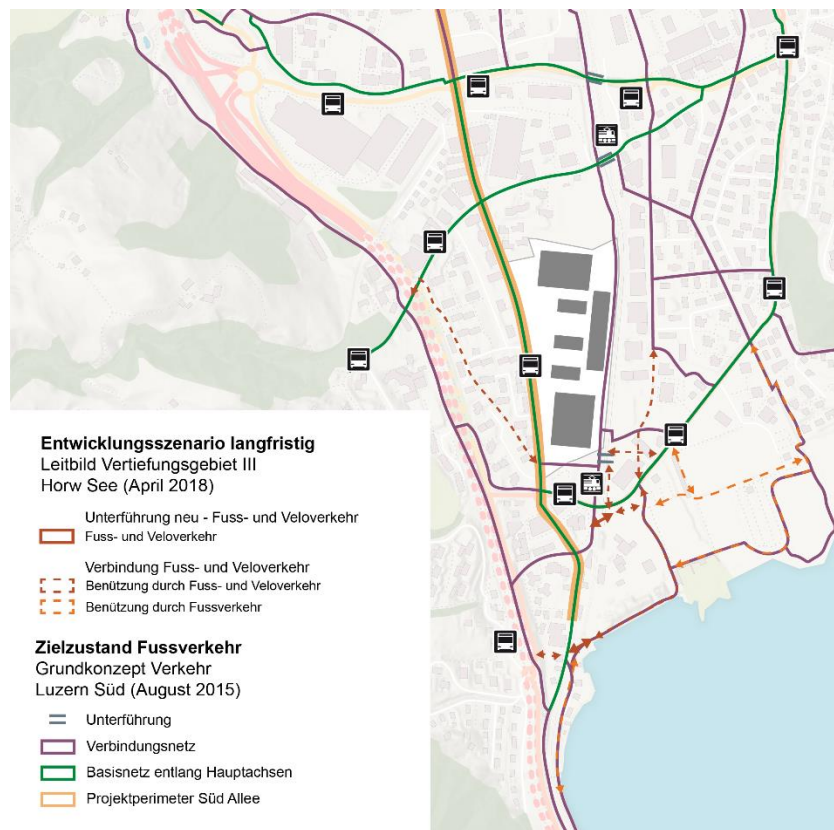 Entwicklungsszenario langfristig
Leitbild Vertiefungsgebiet III
Horw See (April 2018)
Unterführung neu - Fuss- und Veloverkehr
Fuss- und Veloverkehr
Verbindung Fuss- und Veloverkehr
Benützung durch Fuss- und Veloverkehr
Benützung durch Fussverkehr
Zielzustand Fussverkehr
Grundkonzept Verkehr
Luzern Süd (August 2015)
Unterführung
Verbindungsnetz
Basisnetz entlang Hauptachsen
Projektperimeter Süd Allee